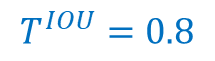 T^{IOU} = 0.8